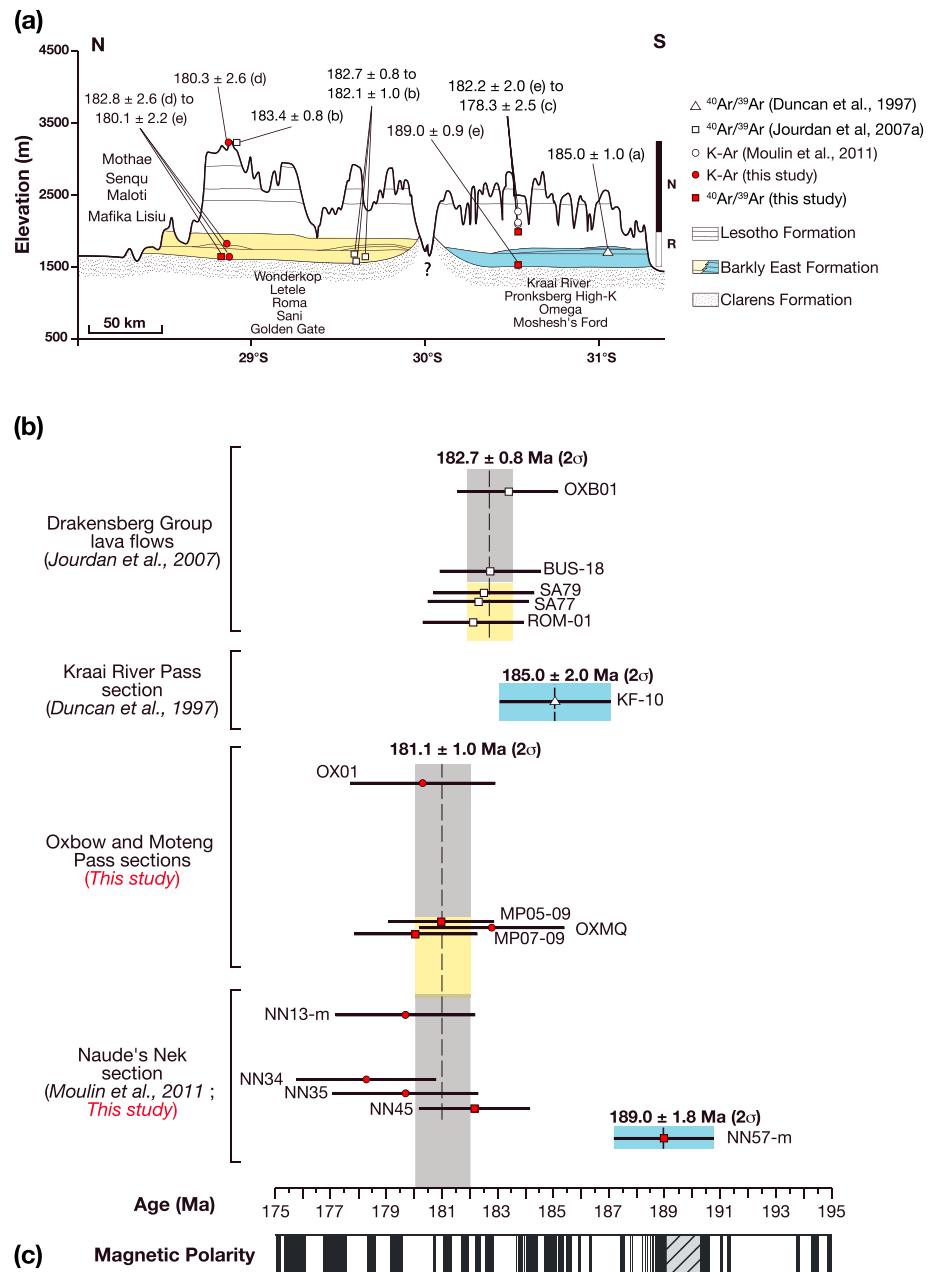 (a)
N
S
4500
3500
2500
1500
500
Elevation (m)
180.3 ± 2.6 (d)
182.8 ± 2.6 (d) to
180.1 ± 2.2 (e)
183.4 ± 0.8 (b)
182.7 ± 0.8 to
182.1 ± 1.0 (b)
182.2 ± 2.0 (e) to
178.3 ± 2.5 (c)
189.0 ± 0.9 (e)
185.0 ± 1.0 (a)
Mothae
Senqu
Maloti
Mafika Lisiu
Wonderkop
Letele
Roma
Sani
Golden Gate
?
Kraai River
Pronksberg High-K
Omega
Moshesh's Ford
50 km
29°S
30°S
31°S
N
R
⁴⁰Ar/³⁹Ar (Duncan et al., 1997)
⁴⁰Ar/³⁹Ar (Jourdan et al, 2007a)
K-Ar (Moulin et al., 2011)
K-Ar (this study)
⁴⁰Ar/³⁹Ar (this study)
Lesotho Formation
Barkly East Formation
Clarens Formation
(b)
Drakensberg Group
lava flows
(Jourdan et al., 2007)
182.7 ± 0.8 Ma (2σ)
OXB01
BUS-18
SA79
SA77
ROM-01
Kraai River Pass
section
(Duncan et al., 1997)
185.0 ± 2.0 Ma (2σ)
KF-10
Oxbow and Moteng
Pass sections
(This study)
181.1 ± 1.0 Ma (2σ)
OX01
MP05-09
OXMQ
MP07-09
Naude's Nek
section
(Moulin et al., 2011 ;
This study)
NN13-m
NN34
NN35
NN45
189.0 ± 1.8 Ma (2σ)
NN57-m
Age (Ma)
175 177 179 181 183 185 187 189 191 193 195
(c)
Magnetic Polarity